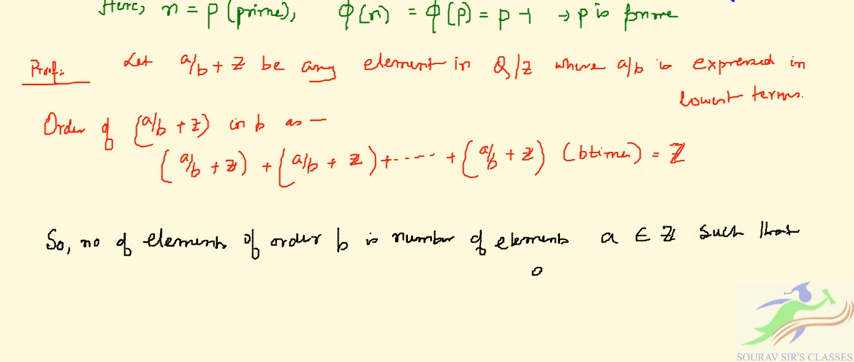 Here, n = p (prime), ϕ(n) = ϕ(p) = p-1 → p is prime
Proof:- Let a/b + Z be any element in Q/Z where a/b is expressed in
lowest terms.
Order of (a/b + Z) is b as —
(a/b + Z) + (a/b + Z) + ---- + (a/b + Z) (b times) = Z
So, no of elements of order b is number of elements a ∈ Z such that
0
SOURAV SIR'S CLASSES